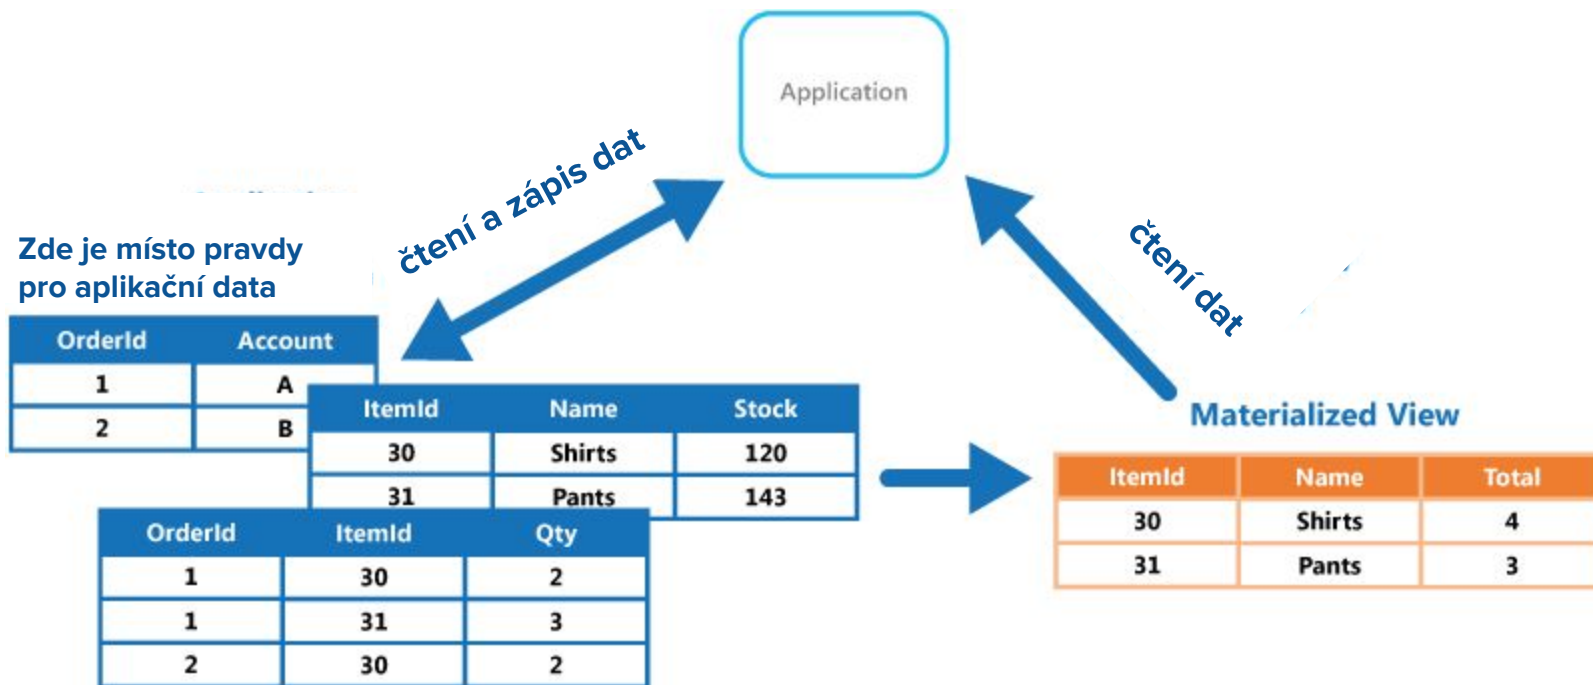 Application
čtení a zápis dat
čtení dat
Zde je místo pravdy
pro aplikační data
OrderId Account
1 A
2 B
ItemId Name Stock
30 Shirts 120
31 Pants 143
OrderId ItemId Qty
1 30 2
1 31 3
2 30 2
Materialized View
ItemId Name Total
30 Shirts 4
31 Pants 3